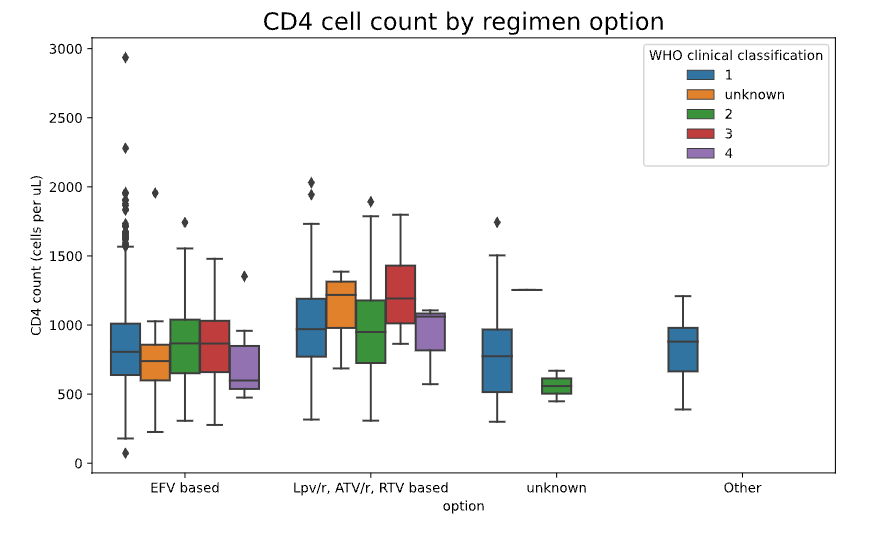 CD4 cell count by regimen option
WHO clinical classification
1
unknown
2
3
4
CD4 count (cells per uL)
3000
2500
2000
1500
1000
500
0
EFV based
Lpv/r, ATV/r, RTV based
unknown
Other
option